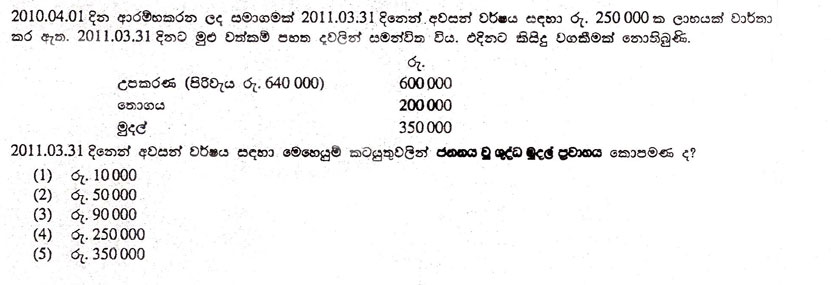 2010.04.01 දින ආරම්භකරන ලද සමාගමක් 2011.03.31 දිනෙන් අවසන් වර්ෂය සඳහා රු. 250 000 ක ලාභයක් වාර්තා
කර ඇත. 2011.03.31 දිනට මුළු වත්කම් පහත දවලින් සමන්විත විය. එදිනට කිසිදු වගකීමක් නොතිබුණි.
රු.
උපකරණ (පිරිවැය රු. 640 000) 600 000
තොගය 200 000
මුදල් 350 000
2011.03.31 දිනෙන් අවසන් වර්ෂය සඳහා මෙහෙයුම් කටයුතුවලින් ජනනය වූ ශුද්ධ මුදල් ප්‍රවාහය කොපමණ ද?
(1) රු. 10 000
(2) රු. 50 000
(3) රු. 90 000
(4) රු. 250 000
(5) රු. 350 000